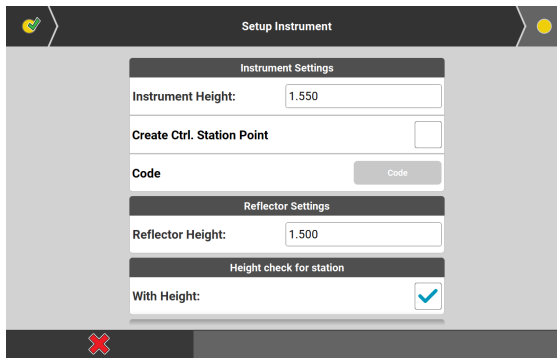 Setup Instrument
Instrument Settings
Instrument Height: 1.550
Create Ctrl. Station Point
Code Code
Reflector Settings
Reflector Height: 1.500
Height check for station
With Height: